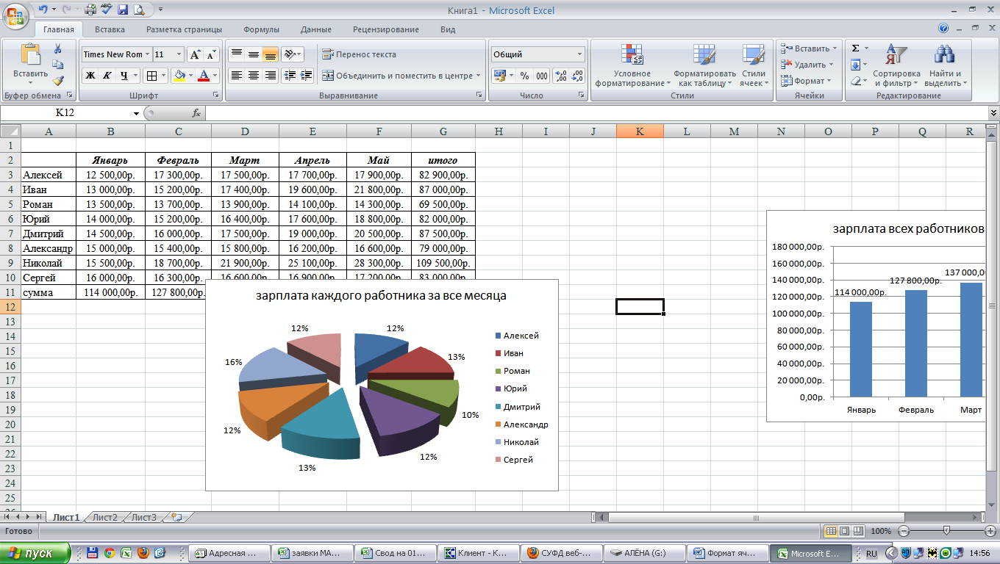 Книга1 - Microsoft Excel
Главная Вставка Разметка страницы Формулы Данные Рецензирование Вид
Вставить
Буфер обмена
Times New Rom 11
Ж К Ч
Шрифт
Перенос текста
Объединить и поместить в центре
Выравнивание
Общий
% 000
Число
Условное форматирование
Форматировать как таблицу
Стили ячеек
Стили
Вставить
Удалить
Формат
Ячейки
Сортировка и фильтр
Найти и выделить
Редактирование
K12 fx
A B C D E F G H I J K L M N O P Q R
1
2 Январь Февраль Март Апрель Май итого
3 Алексей 12 500,00р. 17 300,00р. 17 500,00р. 17 700,00р. 17 900,00р. 82 900,00р.
4 Иван 13 000,00р. 15 200,00р. 17 400,00р. 19 600,00р. 21 800,00р. 87 000,00р.
5 Роман 13 500,00р. 13 700,00р. 13 900,00р. 14 100,00р. 14 300,00р. 69 500,00р.
6 Юрий 14 000,00р. 15 200,00р. 16 400,00р. 17 600,00р. 18 800,00р. 82 000,00р.
7 Дмитрий 14 500,00р. 16 000,00р. 17 500,00р. 19 000,00р. 20 500,00р. 87 500,00р.
8 Александр 15 000,00р. 15 400,00р. 15 800,00р. 16 200,00р. 16 600,00р. 79 000,00р.
9 Николай 15 500,00р. 18 700,00р. 21 900,00р. 25 100,00р. 28 300,00р. 109 500,00р.
10 Сергей 16 000,00р. 16 300,00р. 16 600,00р. 16 900,00р. 17 200,00р. 83 000,00р.
11 сумма 114 000,00р. 127 800,00р.
12
13
14
15
16
17
18
19
20
21
22
23
24
25
зарплата каждого работника за все месяца
12%
13%
10%
12%
13%
12%
16%
12%
Алексей
Иван
Роман
Юрий
Дмитрий
Александр
Николай
Сергей
зарплата всех работников
180 000,00р.
160 000,00р.
140 000,00р.
120 000,00р.
100 000,00р.
80 000,00р.
60 000,00р.
40 000,00р.
20 000,00р.
0,00р.
114 000,00р.
127 800,00р.
137 000,00
Январь Февраль Март
Лист1 Лист2 Лист3
Готово 100%
пуск Адресная ... заявки МА... Свод на 01... Клиент - К... СУФД веб-... АЛЁНА (G:) Формат яч... Microsoft E... RU 14:56